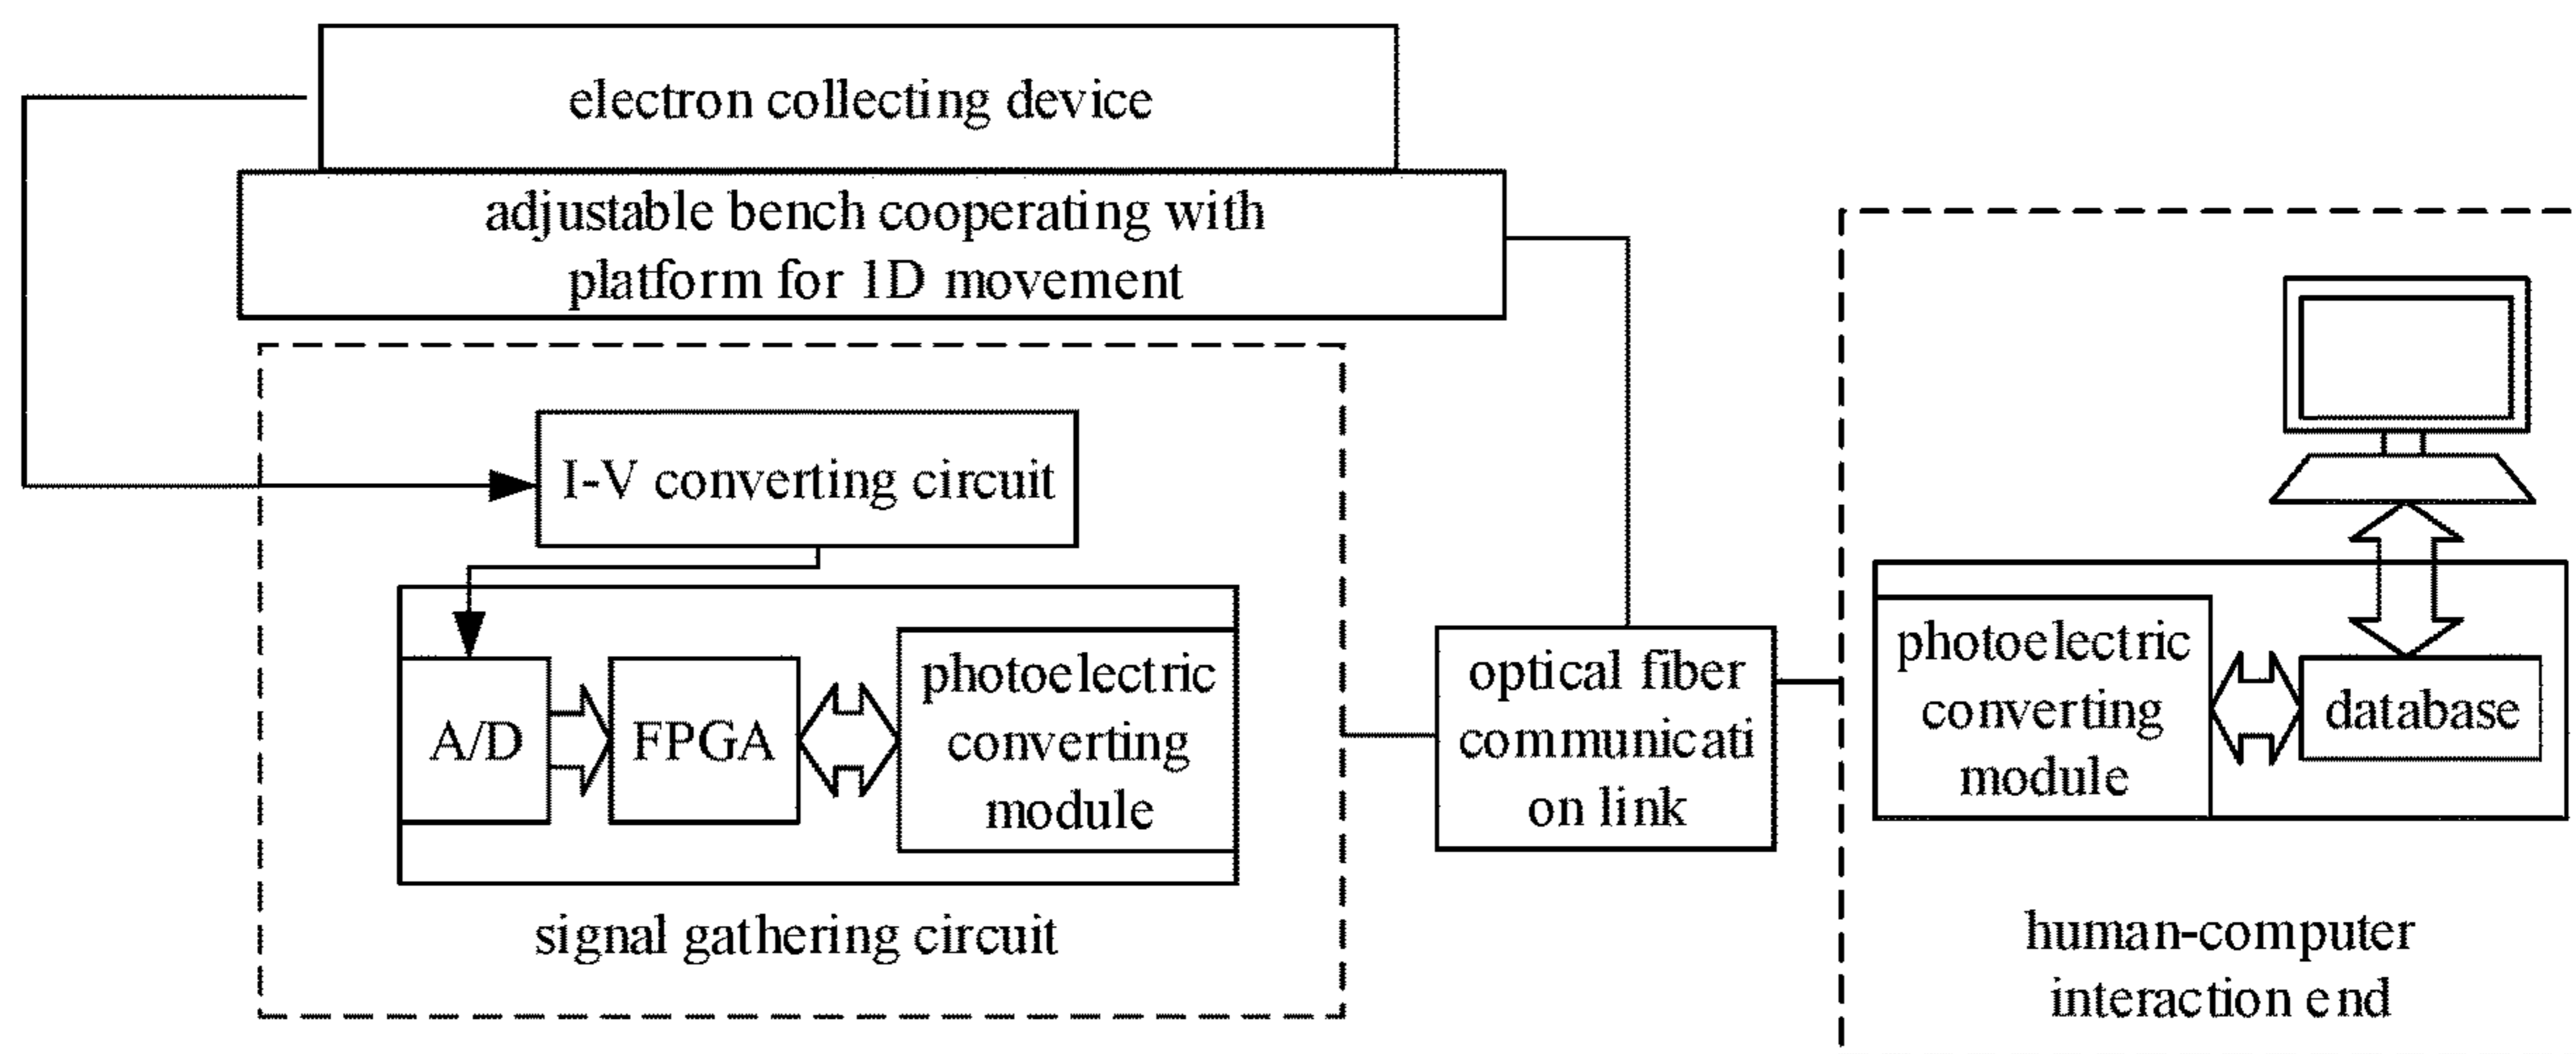 electron collecting device
adjustable bench cooperating with
platform for 1D movement
I-V converting circuit
A/D
FPGA
photoelectric
converting
module
signal gathering circuit
optical fiber
communicati
on link
photoelectric
converting
module
database
human-computer
interaction end